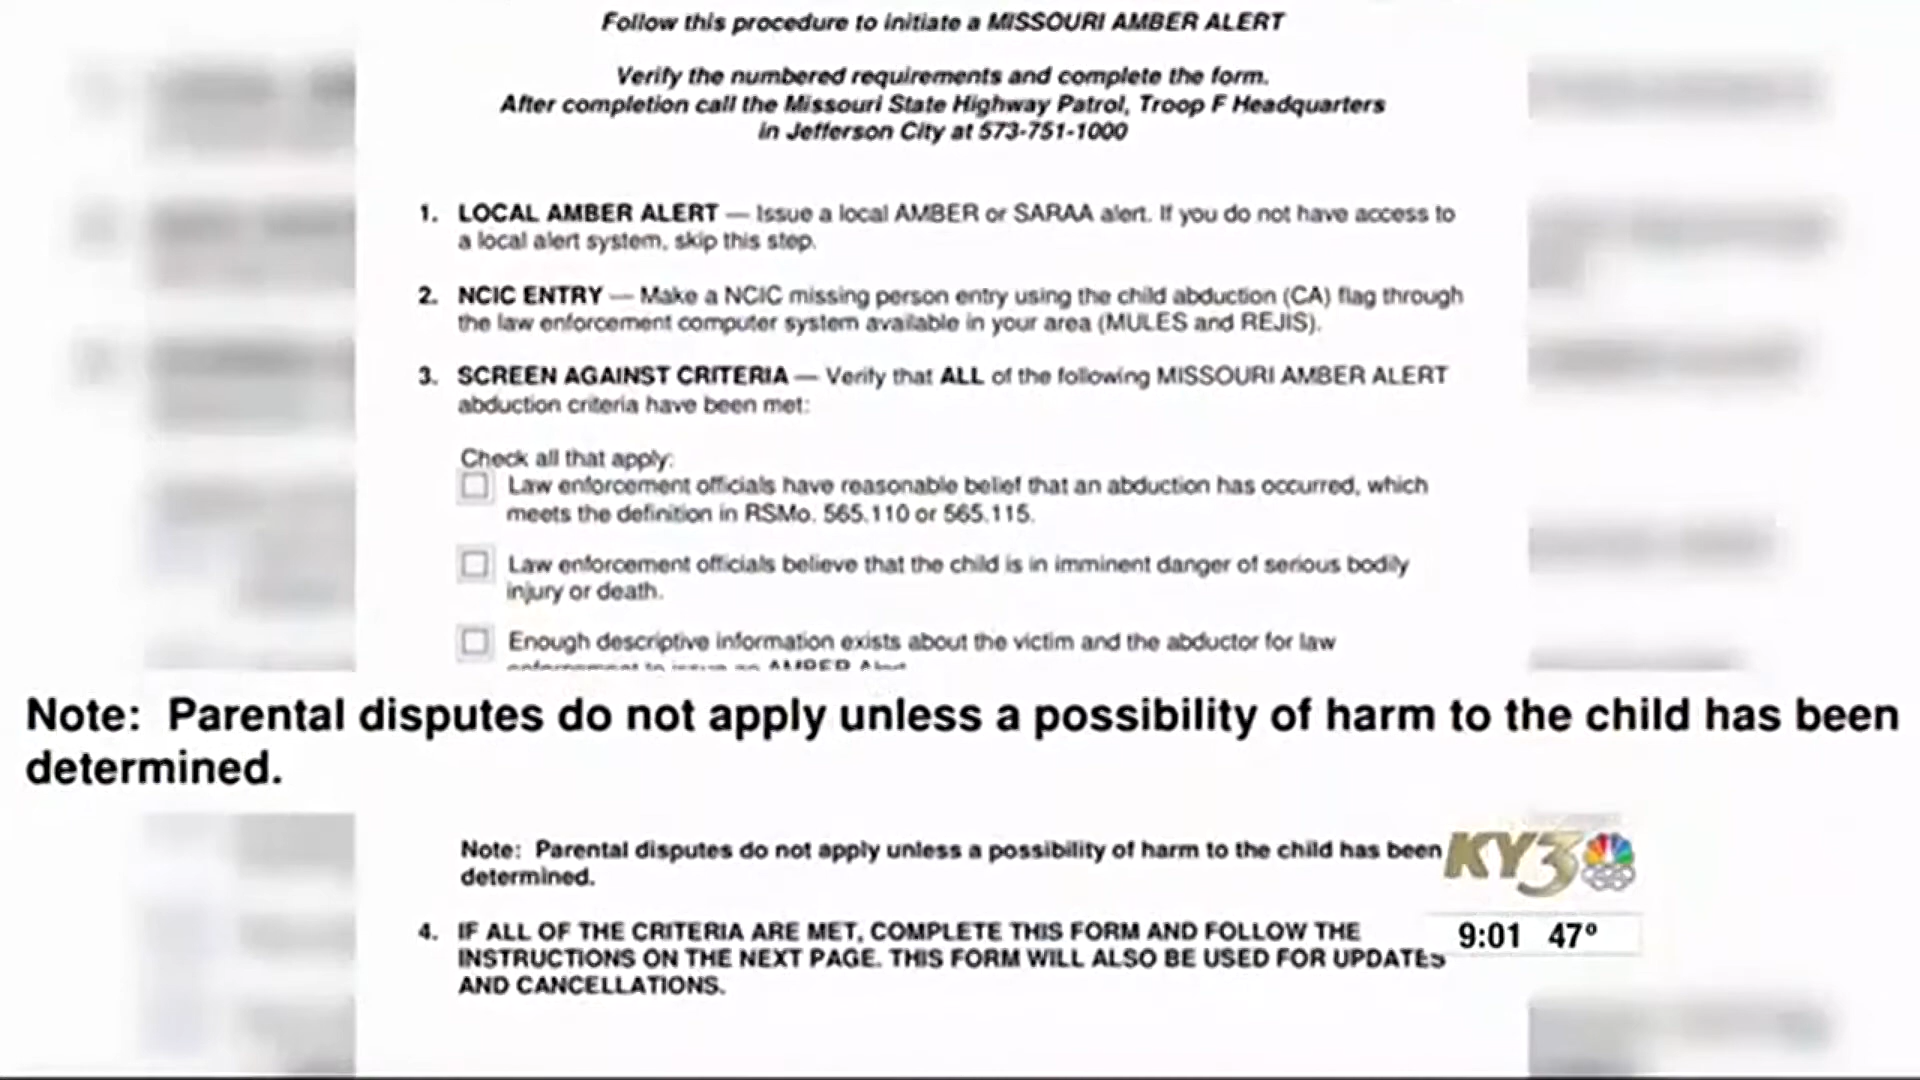 Follow this procedure to initiate a MISSOURI AMBER ALERT
Verify the numbered requirements and complete the form.
After completion call the Missouri State Highway Patrol, Troop F Headquarters
in Jefferson City at 573-751-1000
1. LOCAL AMBER ALERT — Issue a local AMBER or SARAA alert. If you do not have access to
a local alert system, skip this step.
2. NCIC ENTRY — Make a NCIC missing person entry using the child abduction (CA) flag through
the law enforcement computer system available in your area (MULES and REJIS).
3. SCREEN AGAINST CRITERIA — Verify that ALL of the following MISSOURI AMBER ALERT
abduction criteria have been met:
Check all that apply:
Law enforcement officials have reasonable belief that an abduction has occurred, which
meets the definition in RSMo. 565.110 or 565.115.
Law enforcement officials believe that the child is in imminent danger of serious bodily
injury or death.
Enough descriptive information exists about the victim and the abductor for law
enforcement to issue an AMBER Alert
Note: Parental disputes do not apply unless a possibility of harm to the child has been
determined.
Note: Parental disputes do not apply unless a possibility of harm to the child has been
determined.
KY3
4. IF ALL OF THE CRITERIA ARE MET, COMPLETE THIS FORM AND FOLLOW THE
INSTRUCTIONS ON THE NEXT PAGE. THIS FORM WILL ALSO BE USED FOR UPDATES
AND CANCELLATIONS.
9:01 47°